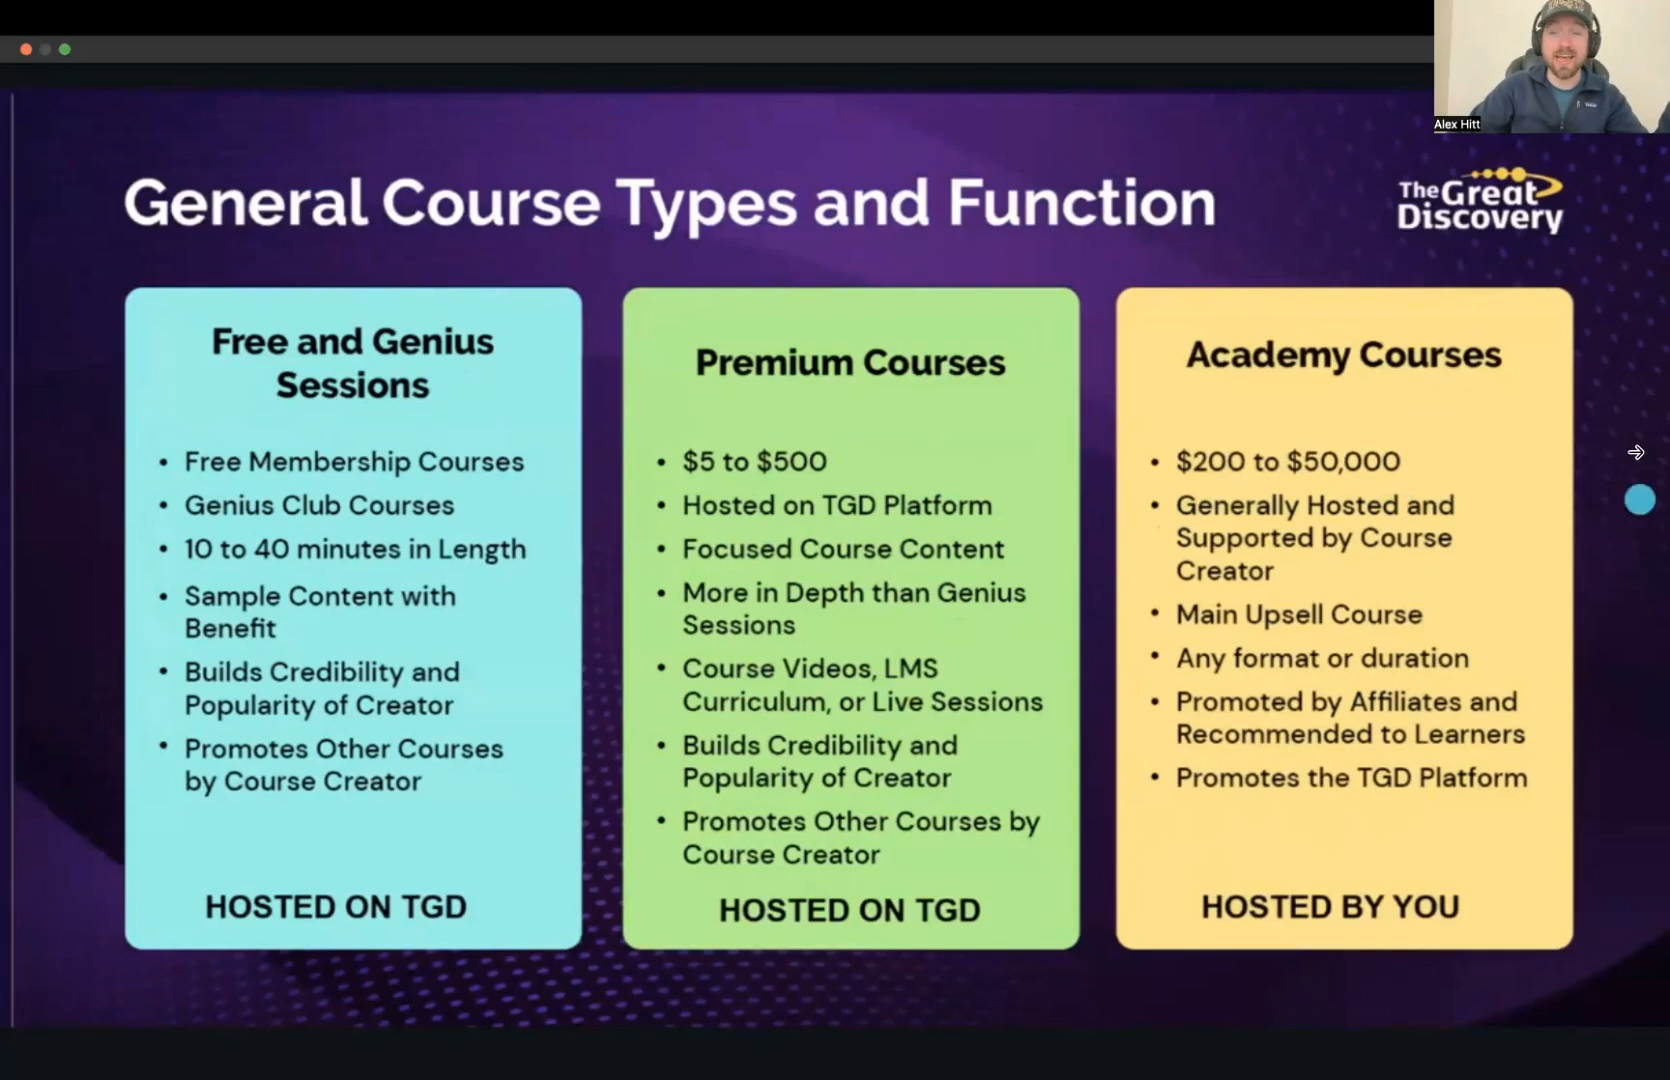 Alex Hitt
General Course Types and Function
The Great
Discovery
Free and Genius
Sessions
• Free Membership Courses
• Genius Club Courses
• 10 to 40 minutes in Length
• Sample Content with
Benefit
• Builds Credibility and
Popularity of Creator
• Promotes Other Courses
by Course Creator
HOSTED ON TGD
Premium Courses
• $5 to $500
• Hosted on TGD Platform
• Focused Course Content
• More in Depth than Genius
Sessions
• Course Videos, LMS
Curriculum, or Live Sessions
• Builds Credibility and
Popularity of Creator
• Promotes Other Courses by
Course Creator
HOSTED ON TGD
Academy Courses
• $200 to $50,000
• Generally Hosted and
Supported by Course
Creator
• Main Upsell Course
• Any format or duration
• Promoted by Affiliates and
Recommended to Learners
• Promotes the TGD Platform
HOSTED BY YOU